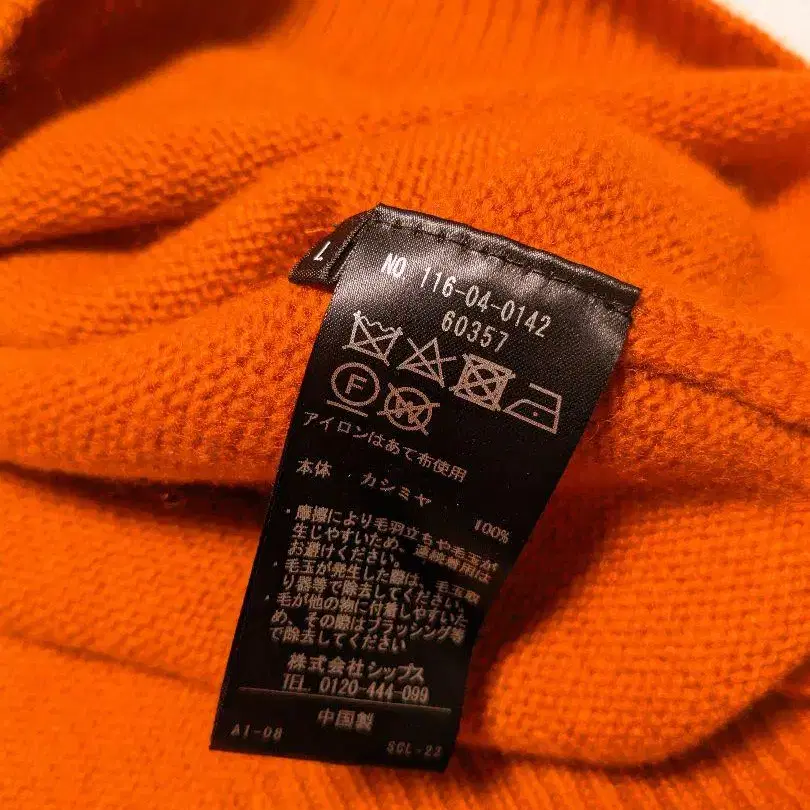 L
NO 116-04-0142
60357
F W
アイロンはあて布使用
本体 カシミヤ 100%
・摩擦により毛羽立ちや毛玉が
生じやすいため、連続着用は
お避けください。
・毛玉が発生した際は、毛玉取
り器等で除去してください。
・毛が他の物に付着しやすいた
め、その際はブラッシング等
で除去してください
株式会社シップス
TEL. 0120-444-099
中国製
A1-08 SCL-22